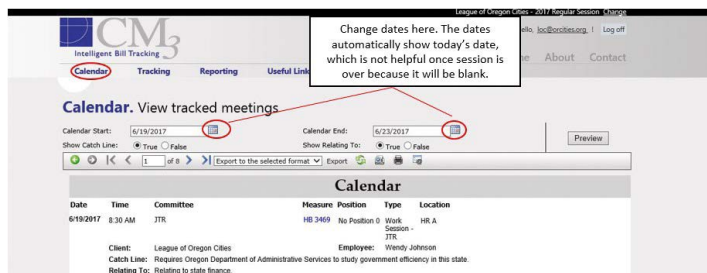 League of Oregon Cities - 2017 Regular Session Change
CM3
Intelligent Bill Tracking
ello, loc@orcities.org ! Log off
Change dates here. The dates
automatically show today's date,
which is not helpful once session is
over because it will be blank.
Calendar Tracking Reporting Useful Link
About Contact
Calendar. View tracked meetings
Calendar Start: 6/19/2017 Calendar End: 6/23/2017
Show Catch Line: True False Show Relating To: True False
Preview
1 of 8 Export to the selected format Export
Calendar
Date Time Committee Measure Position Type Location
6/19/2017 8:30 AM JTR HB 3469 No Position 0 Work HR A
Session -
JTR
Client: League of Oregon Cities Employee: Wendy Johnson
Catch Line: Requires Oregon Department of Administrative Services to study government efficiency in this state.
Relating To: Relating to state finance.